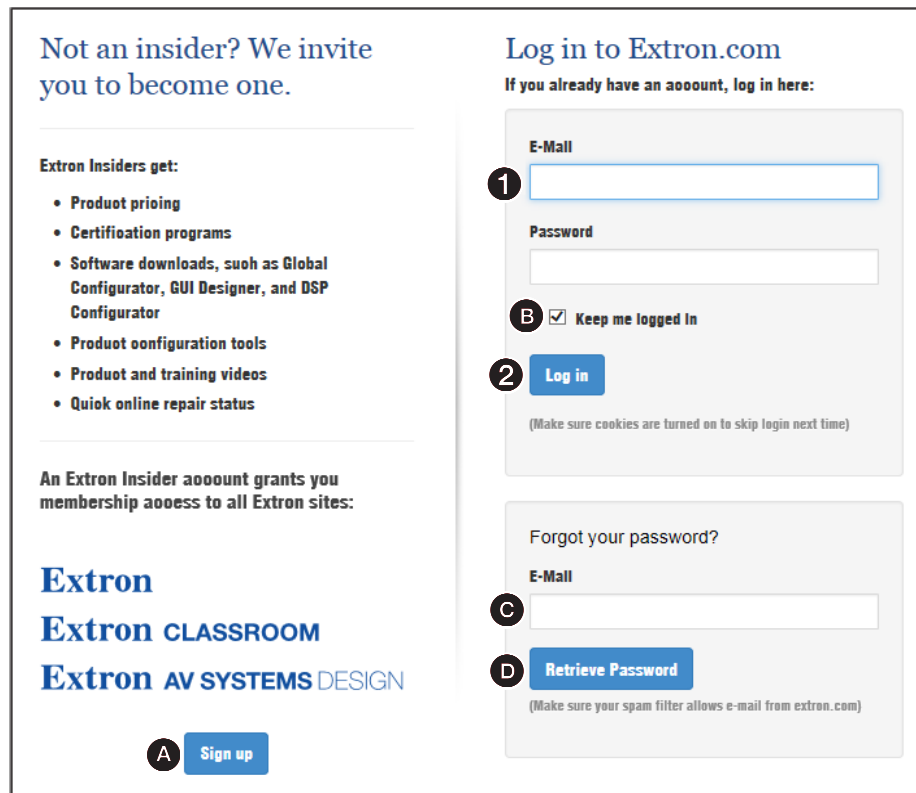 Not an insider? We invite
you to become one.
Extron Insiders get:
• Produot prioing
• Certifioation programs
• Software downloads, suoh as Global
Configurator, GUI Designer, and DSP
Configurator
• Produot oonfiguration tools
• Produot and training videos
• Quiok online repair status
An Extron Insider aooount grants you
membership aooess to all Extron sites:
Extron
Extron CLASSROOM
Extron AV SYSTEMS DESIGN
A Sign up
Log in to Extron.com
If you already have an aooount, log in here:
E-Mall
1
Password
B Keep me logged In
2 Log in
(Make sure cookies are turned on to skip login next time)
Forgot your password?
E-Mall
C
D Retrieve Password
(Make sure your spam filter allows e-mail from extron.com)